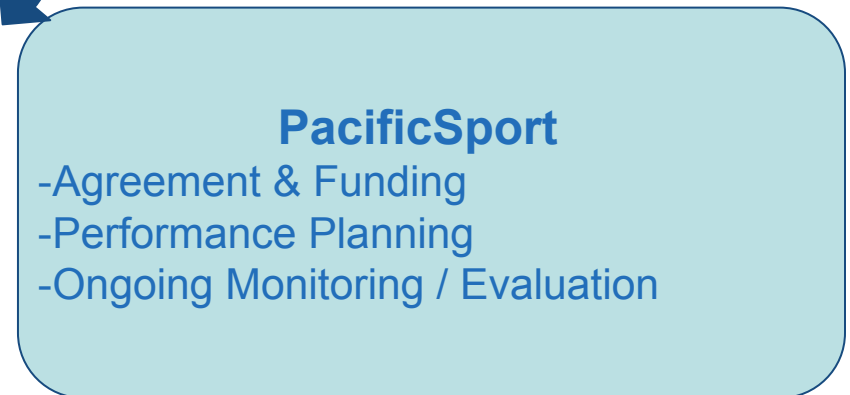 PacificSport
-Agreement & Funding
-Performance Planning
-Ongoing Monitoring / Evaluation